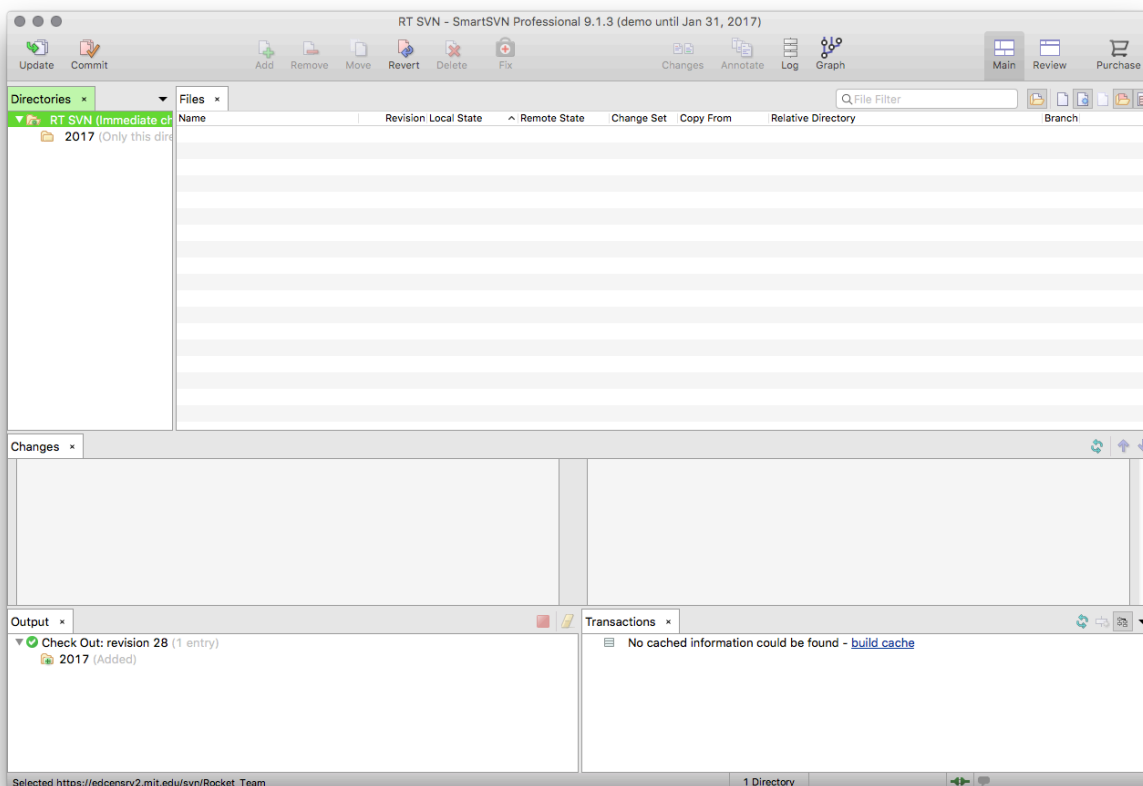 RT SVN - SmartSVN Professional 9.1.3 (demo until Jan 31, 2017)
Update Commit Add Remove Move Revert Delete Fix Changes Annotate Log Graph Main Review Purchase
Directories × Files × File Filter
RT SVN (Immediate ch Name Revision Local State Remote State Change Set Copy From Relative Directory Branch
2017 (Only this dire
Changes ×
Output × Transactions ×
Check Out: revision 28 (1 entry) No cached information could be found - build cache
2017 (Added)
Selected https://edcensrv2.mit.edu/svn/Rocket_Team 1 Directory